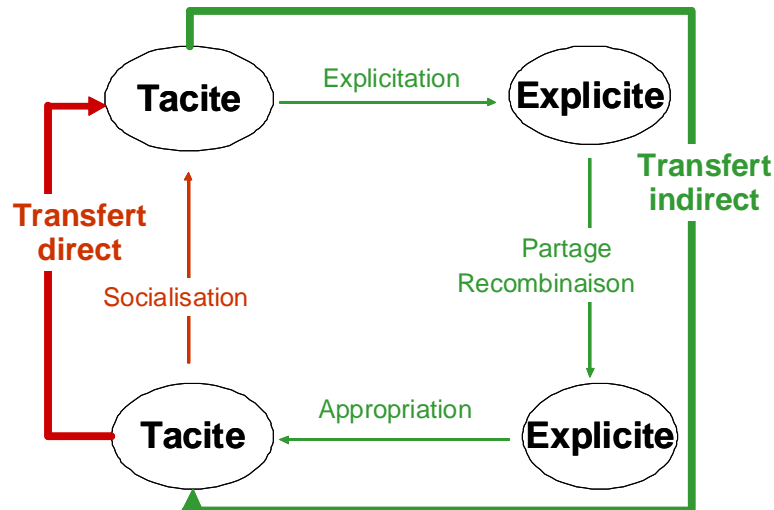 Tacite
Explicitation
Explicite
Transfert
direct
Transfert
indirect
Partage
Recombinaison
Socialisation
Tacite
Appropriation
Explicite